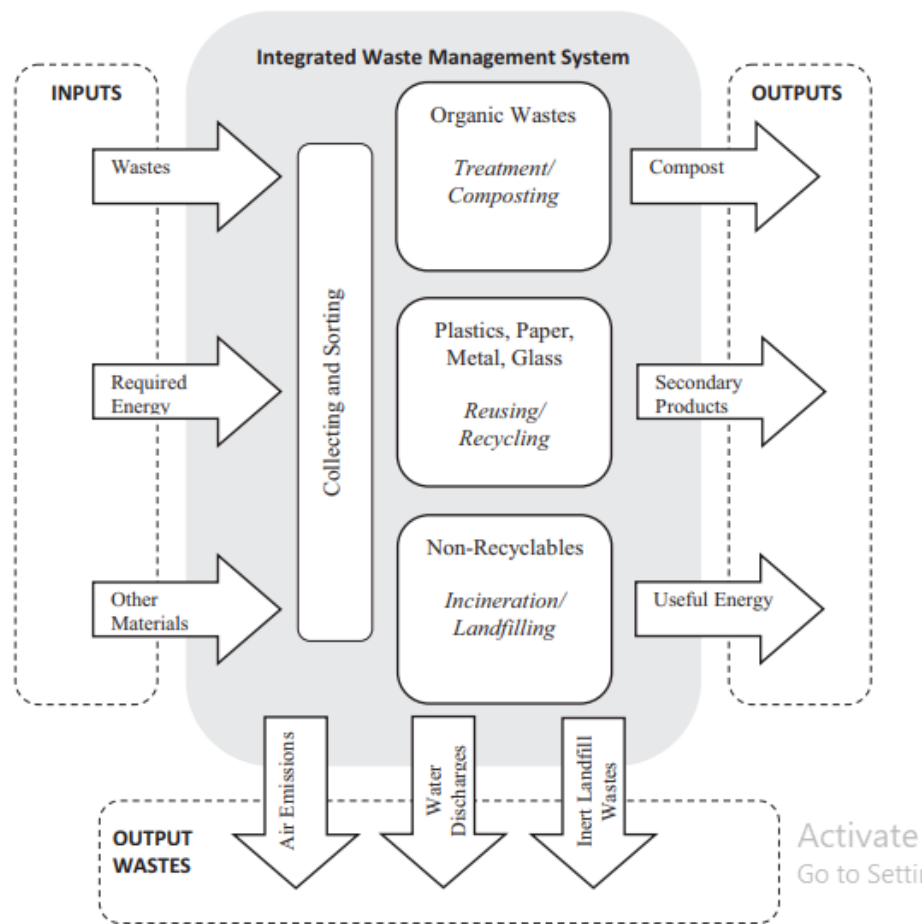 Integrated Waste Management System
INPUTS
Wastes
Required
Energy
Other
Materials
Collecting and Sorting
Organic Wastes
Treatment/
Composting
Plastics, Paper,
Metal, Glass
Reusing/
Recycling
Non-Recyclables
Incineration/
Landfilling
OUTPUTS
Compost
Secondary
Products
Useful Energy
Air Emissions
Water
Discharges
Inert Landfill
Wastes
OUTPUT
WASTES
Activate
Go to Settin